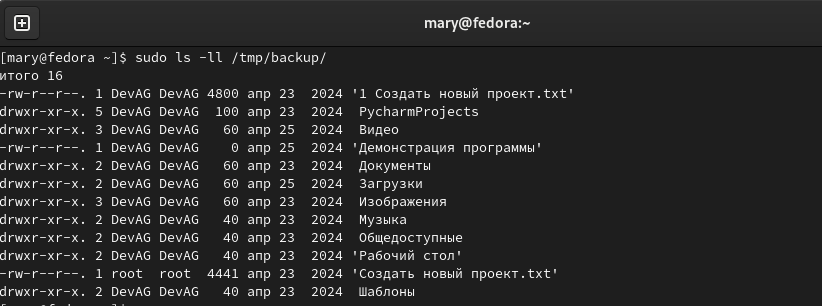 mary@fedora:~
[mary@fedora ~]$ sudo ls -ll /tmp/backup/
итого 16
-rw-r--r--. 1 DevAG DevAG 4800 апр 23  2024 '1 Создать новый проект.txt'
drwxr-xr-x. 5 DevAG DevAG  100 апр 23  2024  PycharmProjects
drwxr-xr-x. 3 DevAG DevAG   60 апр 25  2024  Видео
-rw-r--r--. 1 DevAG DevAG    0 апр 25  2024 'Демонстрация программы'
drwxr-xr-x. 2 DevAG DevAG   60 апр 23  2024  Документы
drwxr-xr-x. 2 DevAG DevAG   60 апр 25  2024  Загрузки
drwxr-xr-x. 3 DevAG DevAG   60 апр 23  2024  Изображения
drwxr-xr-x. 2 DevAG DevAG   40 апр 23  2024  Музыка
drwxr-xr-x. 2 DevAG DevAG   40 апр 23  2024  Общедоступные
drwxr-xr-x. 2 DevAG DevAG   40 апр 23  2024 'Рабочий стол'
-rw-r--r--. 1 root  root  4441 апр 23  2024 'Создать новый проект.txt'
drwxr-xr-x. 2 DevAG DevAG   40 апр 23  2024  Шаблоны